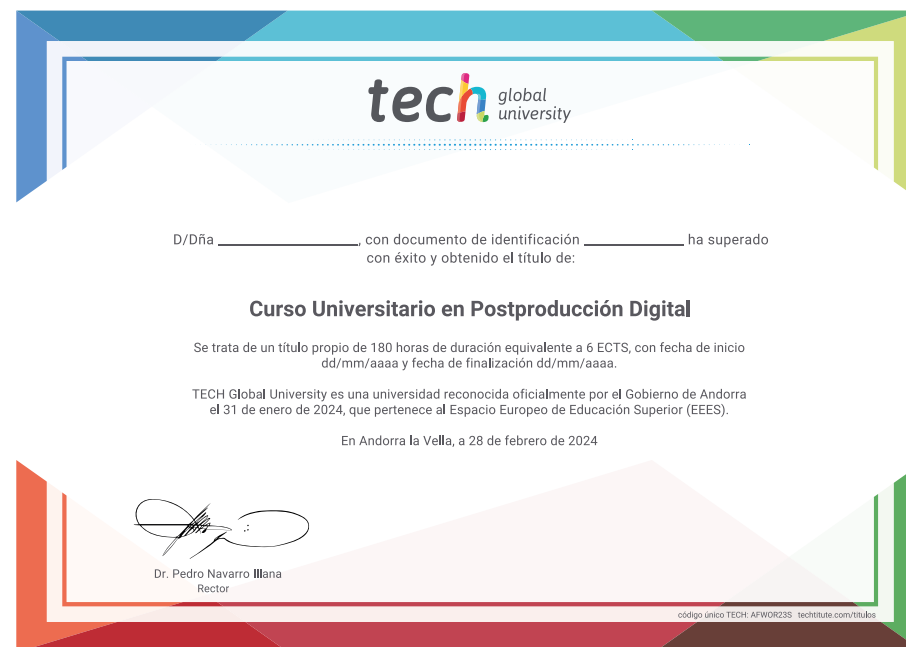 tech global university
D/Dña ____________, con documento de identificación ____________ ha superado
con éxito y obtenido el título de:
Curso Universitario en Postproducción Digital
Se trata de un título propio de 180 horas de duración equivalente a 6 ECTS, con fecha de inicio
dd/mm/aaaa y fecha de finalización dd/mm/aaaa.
TECH Global University es una universidad reconocida oficialmente por el Gobierno de Andorra
el 31 de enero de 2024, que pertenece al Espacio Europeo de Educación Superior (EEES).
En Andorra la Vella, a 28 de febrero de 2024
Dr. Pedro Navarro Illana
Rector
código único TECH: AFWOR23S techtitute.com/titulos